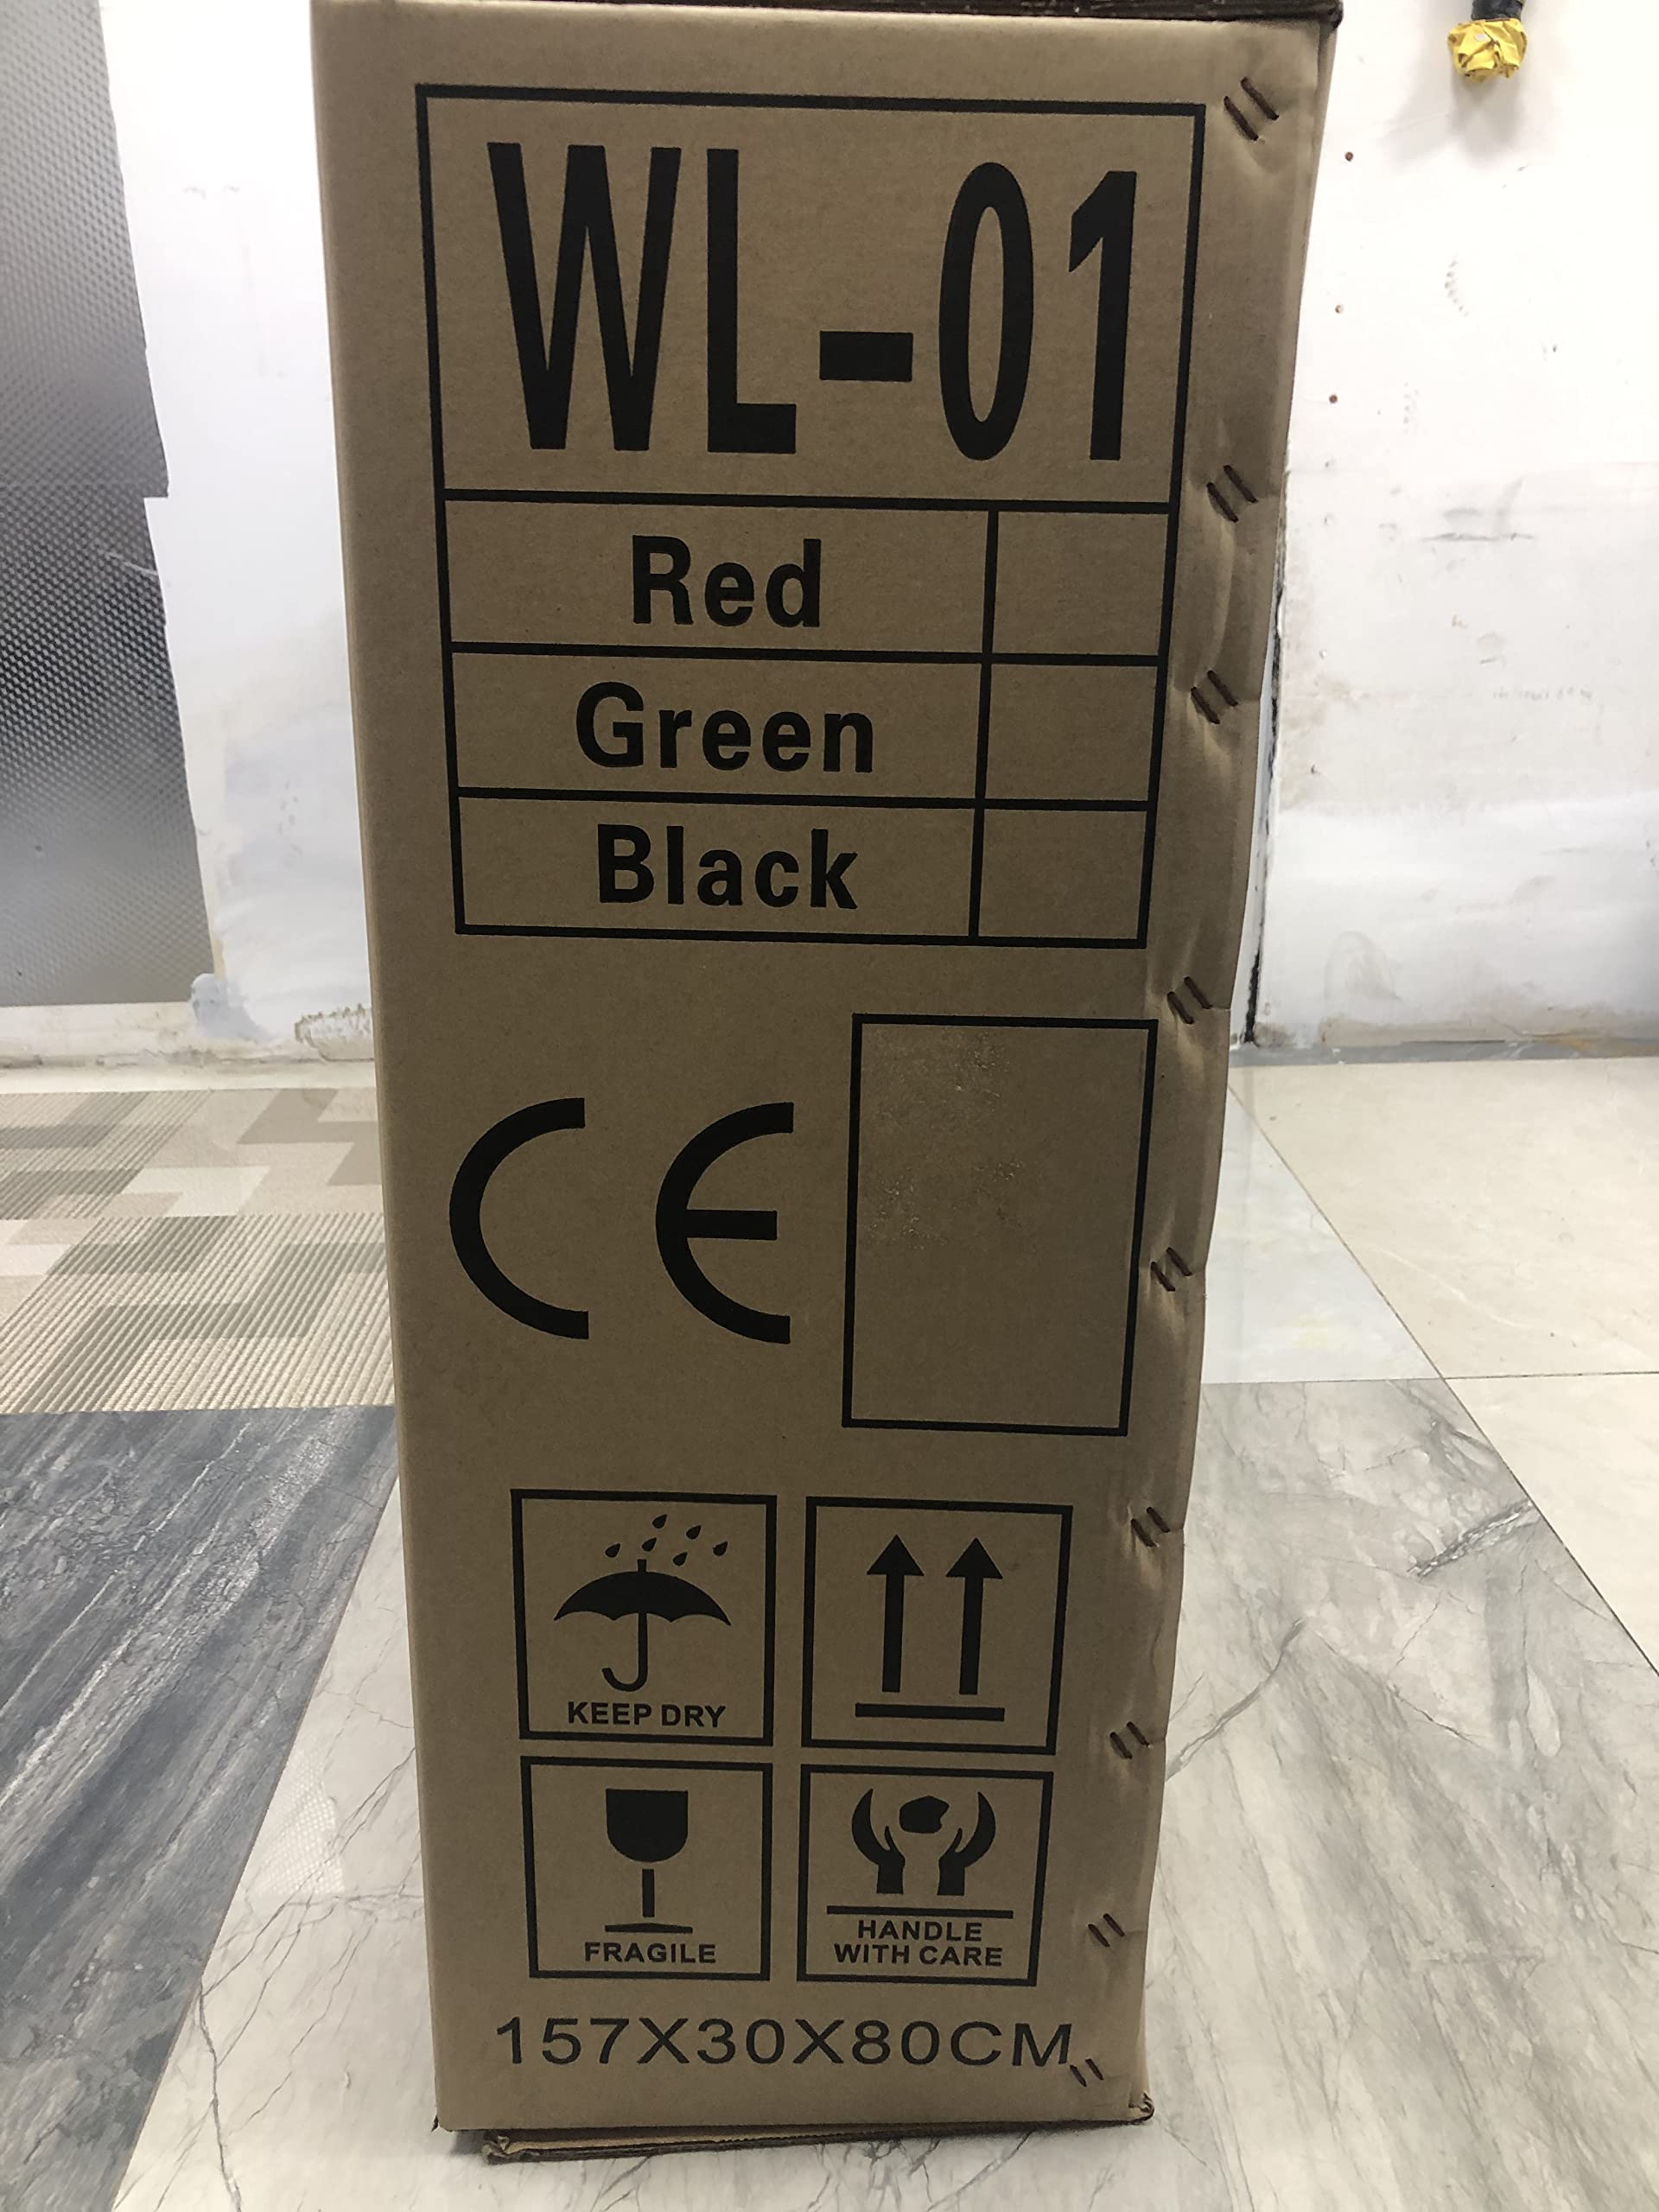 WL-01
Red
Green
Black
CE
KEEP DRY
FRAGILE
HANDLE
WITH CARE
157X30X80CM